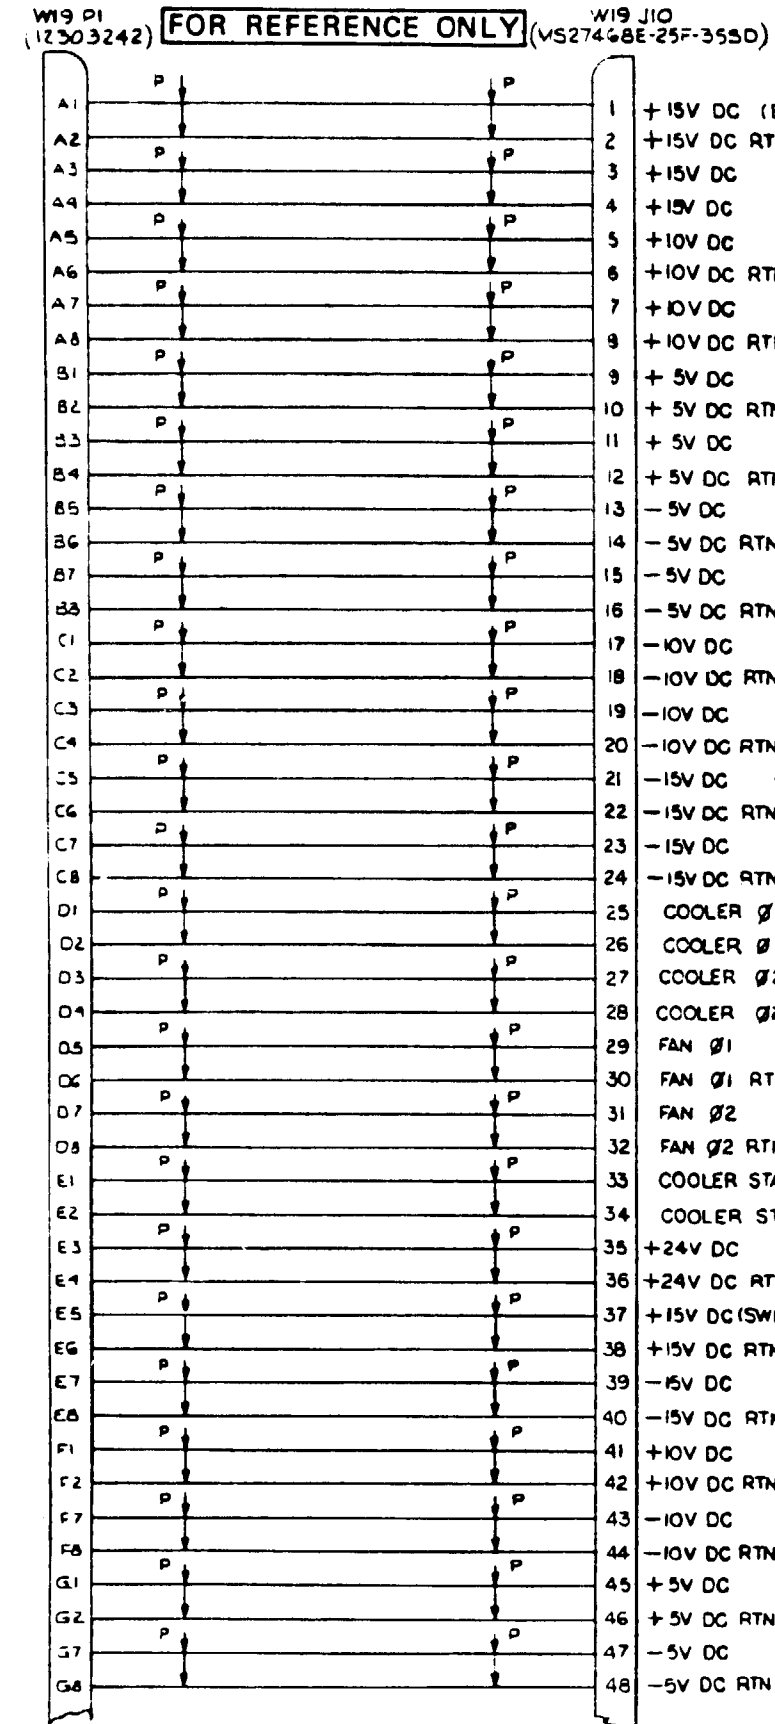 W19 P1
(12303242)
FOR REFERENCE ONLY
W19 J10
(MS27468E-25F-35SD)
A1 P P 1 +15V DC
A2 2 +15V DC
A3 P P 3 +15V DC
A4 4 +15V DC
A5 P P 5 +10V DC
A6 6 +10V DC
A7 P P 7 +10V DC
A8 8 +10V DC
B1 P P 9 + 5V DC
B2 10 + 5V DC RTN
B3 P P 11 + 5V DC
B4 12 + 5V DC
B5 P P 13 - 5V DC
B6 14 - 5V DC RTN
B7 P P 15 - 5V DC
B8 16 - 5V DC RTN
C1 P P 17 -10V DC
C2 18 -10V DC RTN
C3 P P 19 -10V DC
C4 20 -10V DC RTN
C5 P P 21 -15V DC
C6 22 -15V DC RTN
C7 P P 23 -15V DC
C8 24 -15V DC RTN
D1 P P 25 COOLER Ø
D2 26 COOLER Ø
D3 P P 27 COOLER Ø2
D4 28 COOLER Ø2
D5 P P 29 FAN Ø1
D6 30 FAN Ø1 RT
D7 P P 31 FAN Ø2
D8 32 FAN Ø2
E1 P P 33 COOLER STA
E2 34 COOLER ST
E3 P P 35 +24V DC
E4 36 +24V DC RT
E5 P P 37 +15V DC
E6 38 +15V DC RTN
E7 P P 39 -15V DC
E8 40 -15V DC RTN
F1 P P 41 +10V DC
F2 42 +10V DC RTN
F7 P P 43 -10V DC
F8 44 -10V DC RTN
G1 P P 45 + 5V DC
G2 46 + 5V DC RTN
G7 P P 47 -5V DC
G8 48 -5V DC RTN